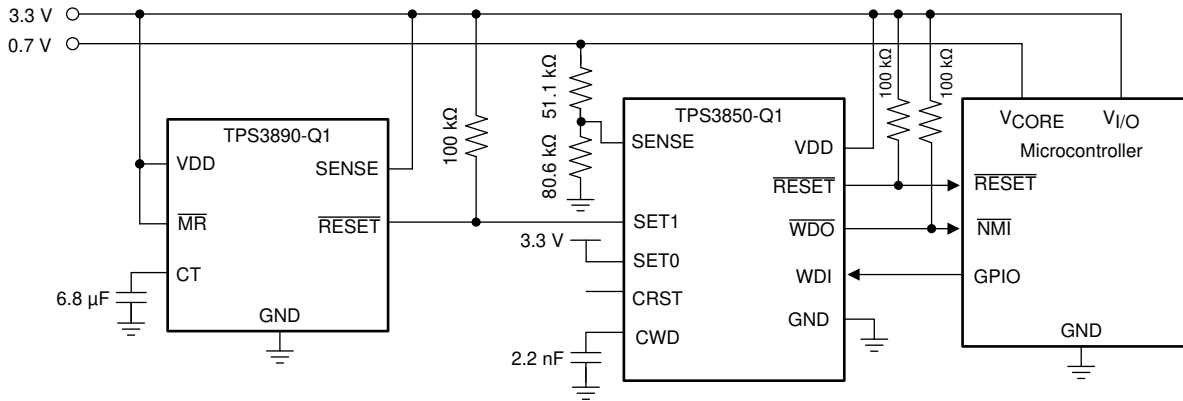 3.3 V
0.7 V
TPS3890-Q1
VDD
SENSE
MR
RESET
CT
GND
6.8 µF
100 kΩ
51.1 kΩ
80.6 kΩ
TPS3850-Q1
SENSE
VDD
RESET
SET1
WDO
3.3 V
SET0
WDI
CRST
GND
CWD
2.2 nF
100 kΩ
100 kΩ
VCORE
VI/O
Microcontroller
RESET
NMI
GPIO
GND